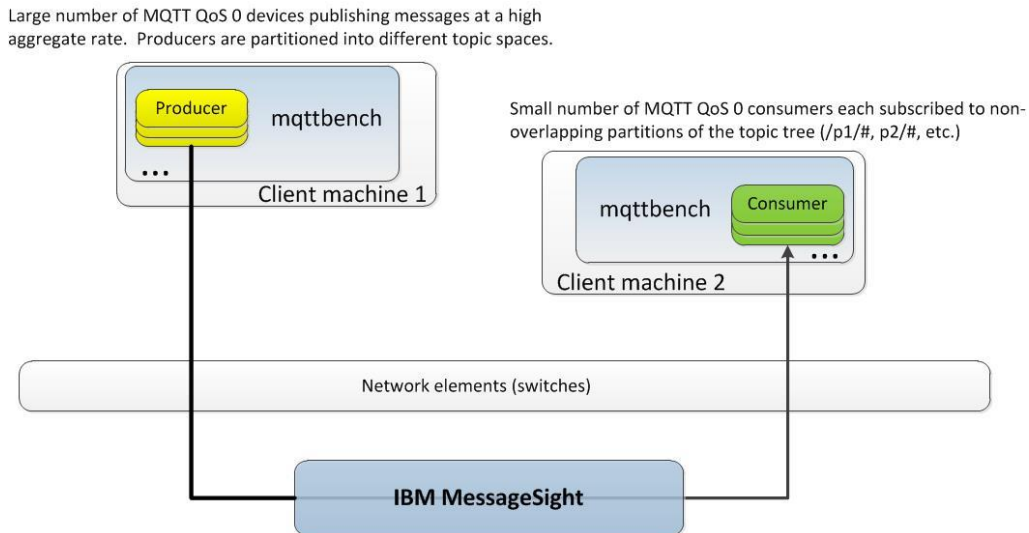 Large number of MQTT QoS 0 devices publishing messages at a high
aggregate rate.  Producers are partitioned into different topic spaces.
Producer
mqttbench
...
Client machine 1
Small number of MQTT QoS 0 consumers each subscribed to non-
overlapping partitions of the topic tree (/p1/#, p2/#, etc.)
mqttbench
Consumer
...
Client machine 2
Network elements (switches)
IBM MessageSight